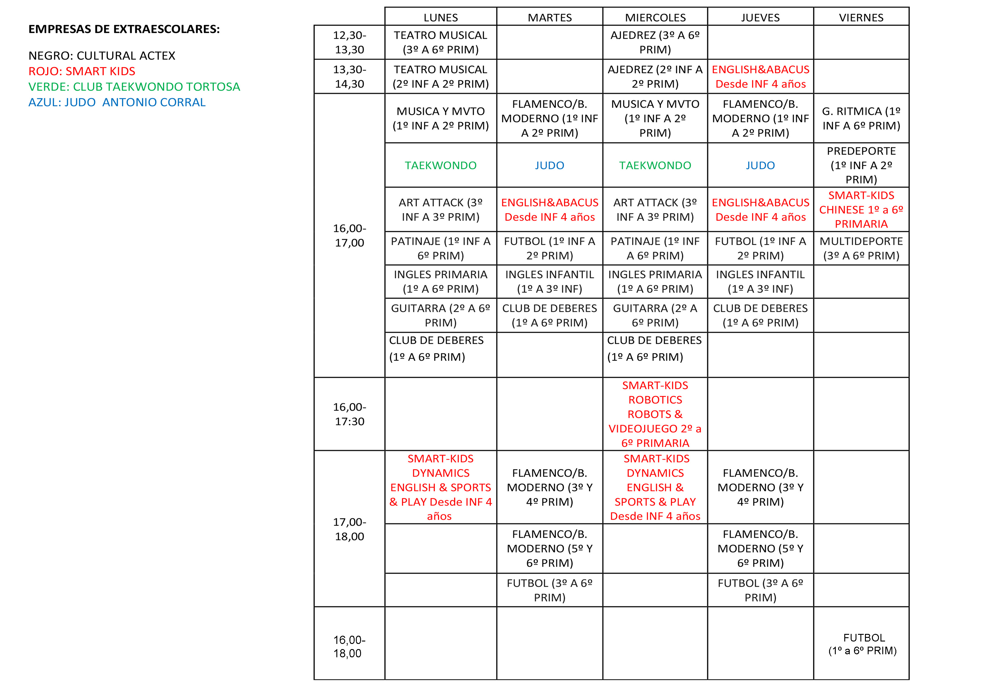 EMPRESAS DE EXTRAESCOLARES:
NEGRO: CULTURAL ACTEX
ROJO: SMART KIDS
VERDE: CLUB TAEKWONDO TORTOSA
AZUL: JUDO  ANTONIO CORRAL
LUNES
MARTES
MIERCOLES
JUEVES
VIERNES
12,30-
13,30
TEATRO MUSICAL
(3º A 6º PRIM)
AJEDREZ (3º A 6º
PRIM)
13,30-
14,30
TEATRO MUSICAL
(2º INF A 2º PRIM)
AJEDREZ (2º INF A
2º PRIM)
ENGLISH&ABACUS
Desde INF 4 años
16,00-
17,00
MUSICA Y MVTO
(1º INF A 2º PRIM)
FLAMENCO/B.
MODERNO (1º INF
A 2º PRIM)
MUSICA Y MVTO
(1º INF A 2º
PRIM)
FLAMENCO/B.
MODERNO (1º INF
A 2º PRIM)
G. RITMICA (1º
INF A 6º PRIM)
TAEKWONDO
JUDO
TAEKWONDO
JUDO
PREDEPORTE
(1º INF A 2º
PRIM)
ART ATTACK (3º
INF A 3º PRIM)
ENGLISH&ABACUS
Desde INF 4 años
ART ATTACK (3º
INF A 3º PRIM)
ENGLISH&ABACUS
Desde INF 4 años
SMART-KIDS
CHINESE 1º a 6º
PRIMARIA
PATINAJE (1º INF A
6º PRIM)
FUTBOL (1º INF A
2º PRIM)
PATINAJE (1º INF
A 6º PRIM)
FUTBOL (1º INF A
2º PRIM)
MULTIDEPORTE
(3º A 6º PRIM)
INGLES PRIMARIA
(1º A 6º PRIM)
INGLES INFANTIL
(1º A 3º INF)
INGLES PRIMARIA
(1º A 6º PRIM)
INGLES INFANTIL
(1º A 3º INF)
GUITARRA (2º A 6º
PRIM)
CLUB DE DEBERES
(1º A 6º PRIM)
GUITARRA (2º A
6º PRIM)
CLUB DE DEBERES
(1º A 6º PRIM)
CLUB DE DEBERES
(1º A 6º PRIM)
CLUB DE DEBERES
(1º A 6º PRIM)
16,00-
17:30
SMART-KIDS
ROBOTICS
ROBOTS &
VIDEOJUEGO 2º a
6º PRIMARIA
17,00-
18,00
SMART-KIDS
DYNAMICS
ENGLISH & SPORTS
& PLAY Desde INF 4
años
FLAMENCO/B.
MODERNO (3º Y
4º PRIM)
SMART-KIDS
DYNAMICS
ENGLISH &
SPORTS & PLAY
Desde INF 4 años
FLAMENCO/B.
MODERNO (3º Y
4º PRIM)
FLAMENCO/B.
MODERNO (5º Y
6º PRIM)
FLAMENCO/B.
MODERNO (5º Y
6º PRIM)
FUTBOL (3º A 6º
PRIM)
FUTBOL (3º A 6º
PRIM)
16,00-
18,00
FUTBOL
(1º a 6º PRIM)